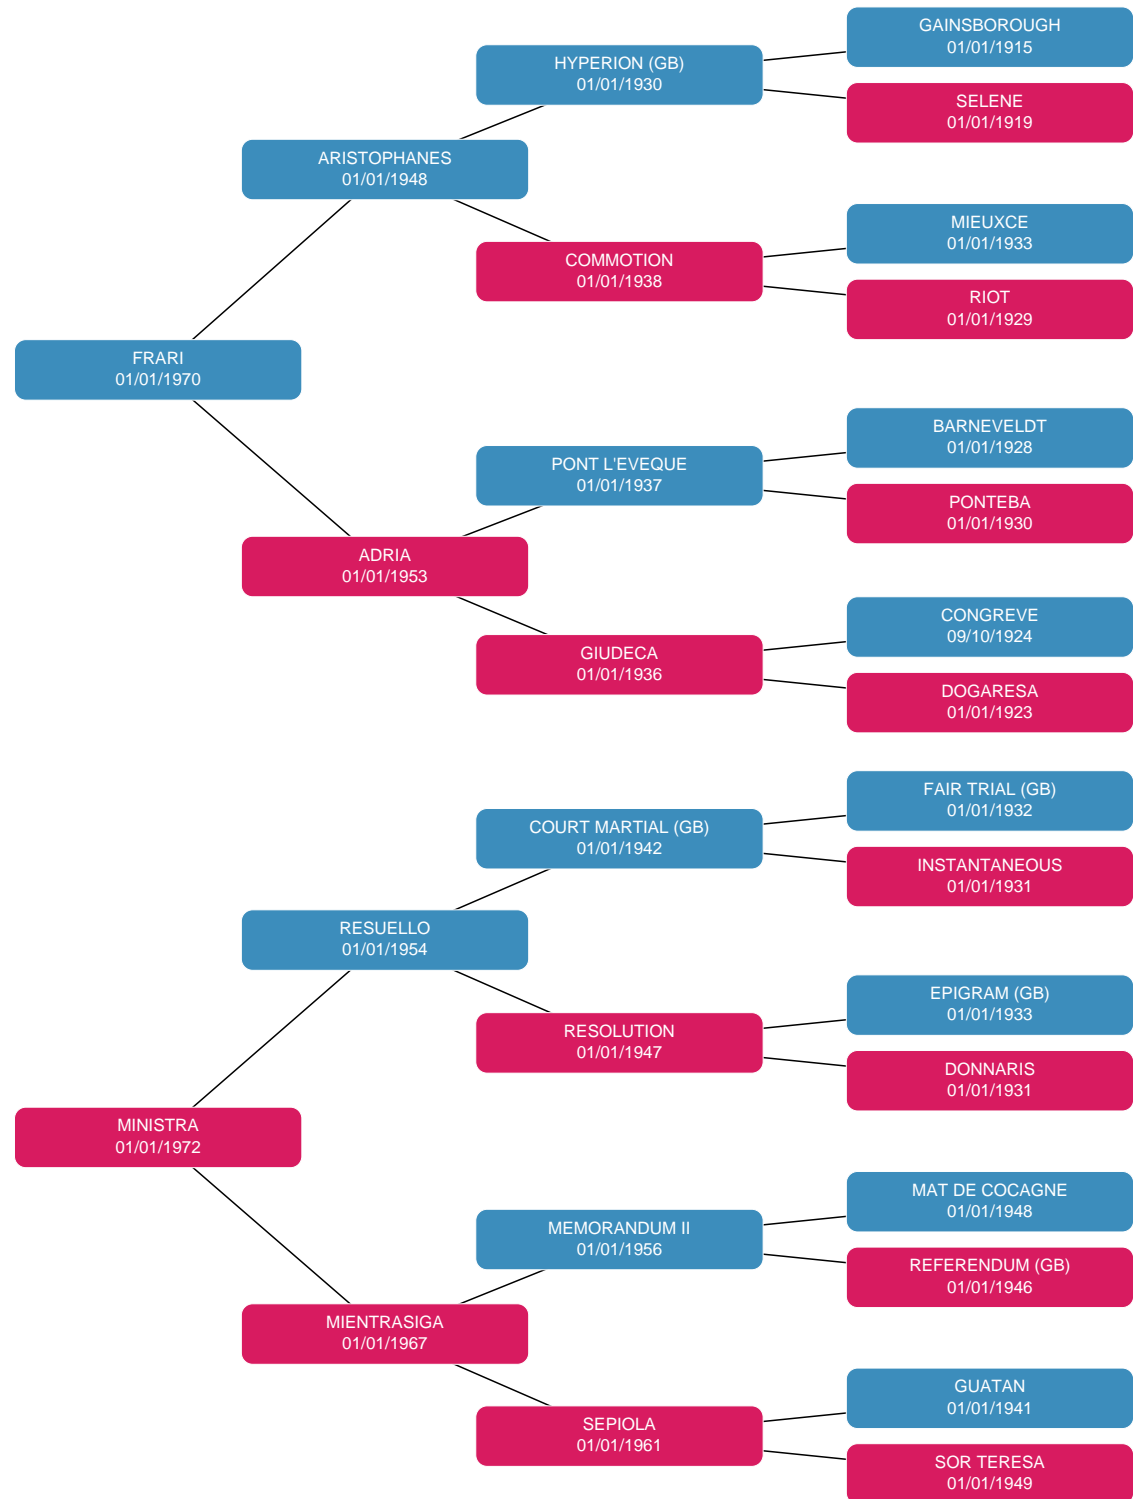 GAINSBOROUGH
01/01/1915
HYPERION (GB)
01/01/1930
SELENE
01/01/1919
ARISTOPHANES
01/01/1948
MIEUXCE
01/01/1933
COMMOTION
01/01/1938
RIOT
01/01/1929
FRARI
01/01/1970
BARNEVELDT
01/01/1928
PONT L'EVEQUE
01/01/1937
PONTEBA
01/01/1930
ADRIA
01/01/1953
CONGREVE
09/10/1924
GIUDECA
01/01/1936
DOGARESA
01/01/1923
FAIR TRIAL (GB)
01/01/1932
COURT MARTIAL (GB)
01/01/1942
INSTANTANEOUS
01/01/1931
RESUELLO
01/01/1954
EPIGRAM (GB)
01/01/1933
RESOLUTION
01/01/1947
DONNARIS
01/01/1931
MINISTRA
01/01/1972
MAT DE COCAGNE
01/01/1948
MEMORANDUM II
01/01/1956
REFERENDUM (GB)
01/01/1946
MIENTRASIGA
01/01/1967
GUATAN
01/01/1941
SEPIOLA
01/01/1961
SOR TERESA
01/01/1949